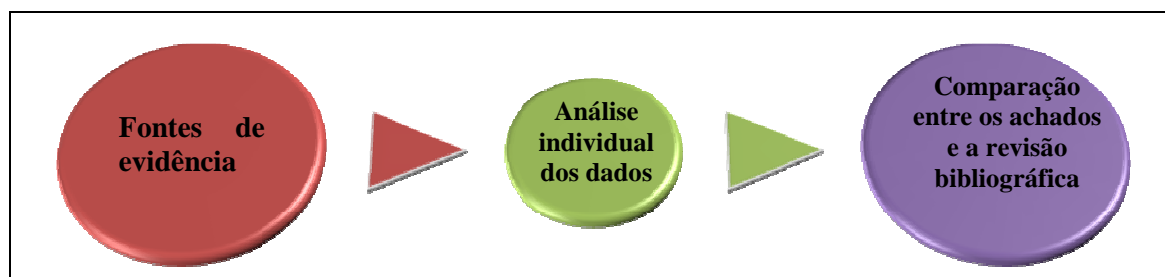 Fontes de
evidência
Análise
individual
dos dados
Comparação
entre os achados
e a revisão
bibliográfica